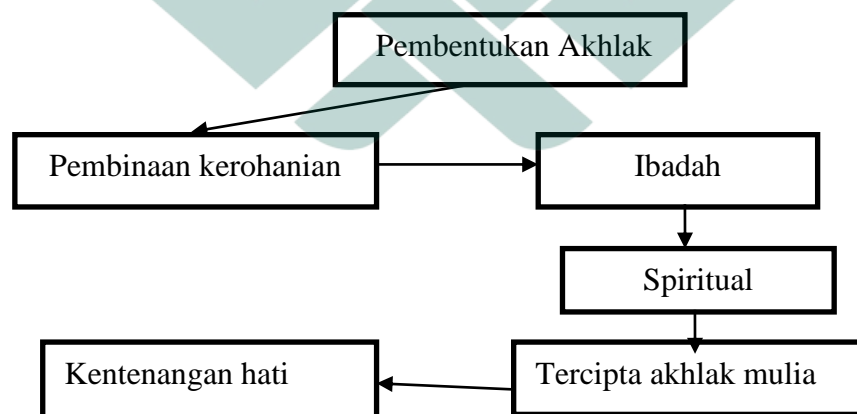 Pembentukan Akhlak
Pembinaan kerohanian
Ibadah
Spiritual
Tercipta akhlak mulia
Kentenangan hati